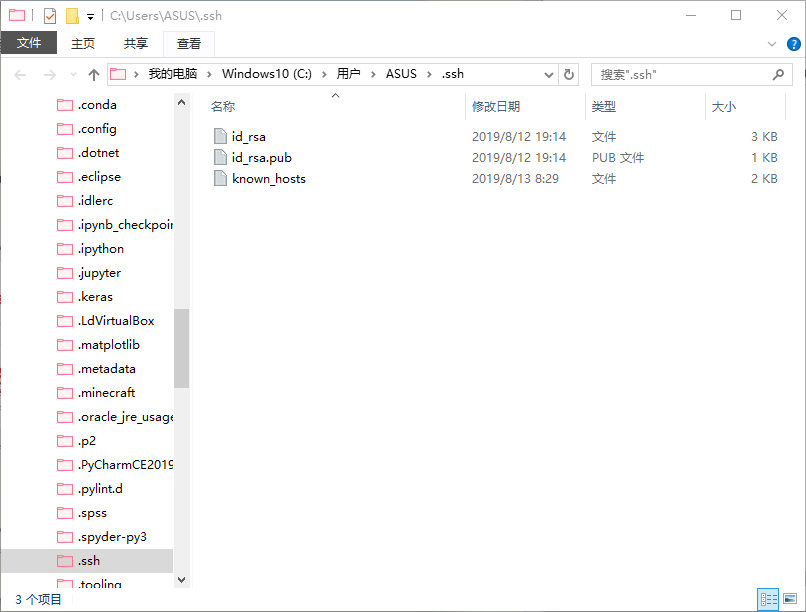 C:\Users\ASUS\.ssh
文件 主页 共享 查看
我的电脑 Windows10 (C:) 用户 ASUS .ssh 搜索".ssh"
名称 修改日期 类型 大小
id_rsa 2019/8/12 19:14 文件 3 KB
id_rsa.pub 2019/8/12 19:14 PUB 文件 1 KB
known_hosts 2019/8/13 8:29 文件 2 KB
.conda
.config
.dotnet
.eclipse
.idlerc
.ipynb_checkpoin
.ipython
.jupyter
.keras
.LdVirtualBox
.matplotlib
.metadata
.minecraft
.oracle_jre_usage
.p2
.PyCharmCE2019
.pylint.d
.spss
.spyder-py3
.ssh
.tooling
3 个项目